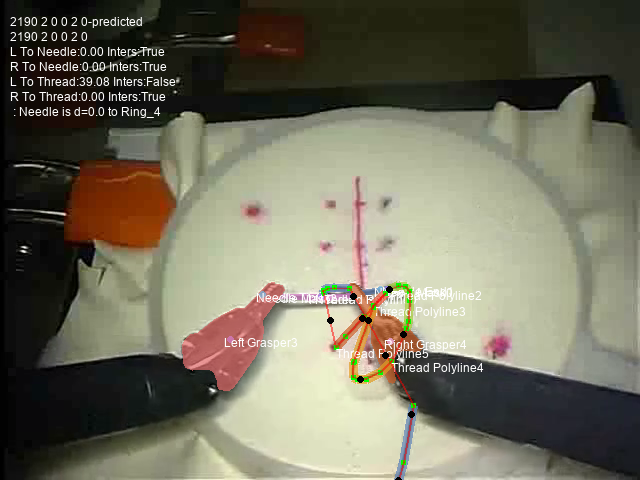 2190 2 0 0 2 0-predicted
2190 2 0 0 2 0
L To Needle:0.00 Inters:True
R To Needle:0.00 Inters:True
L To Thread:39.08 Inters:False
R To Thread:0.00 Inters:True
: Needle is d=0.0 to Ring_4
Thread Polyline2
Thread Polyline3
Left Grasper3
Right Grasper4
Thread Polyline5
Thread Polyline4